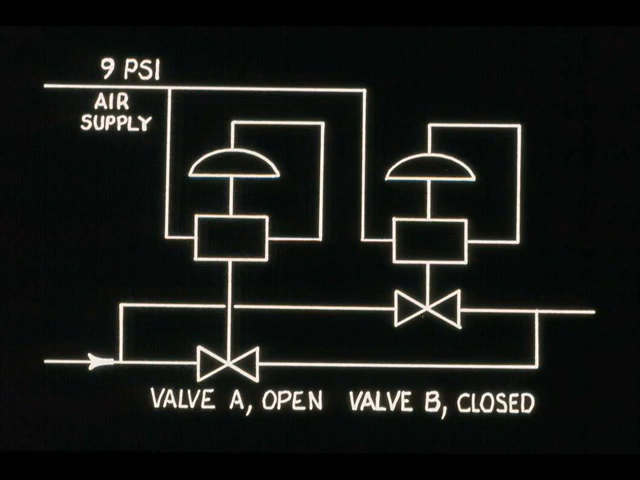 9 PSI
AIR
SUPPLY
VALVE A, OPEN VALVE B, CLOSED